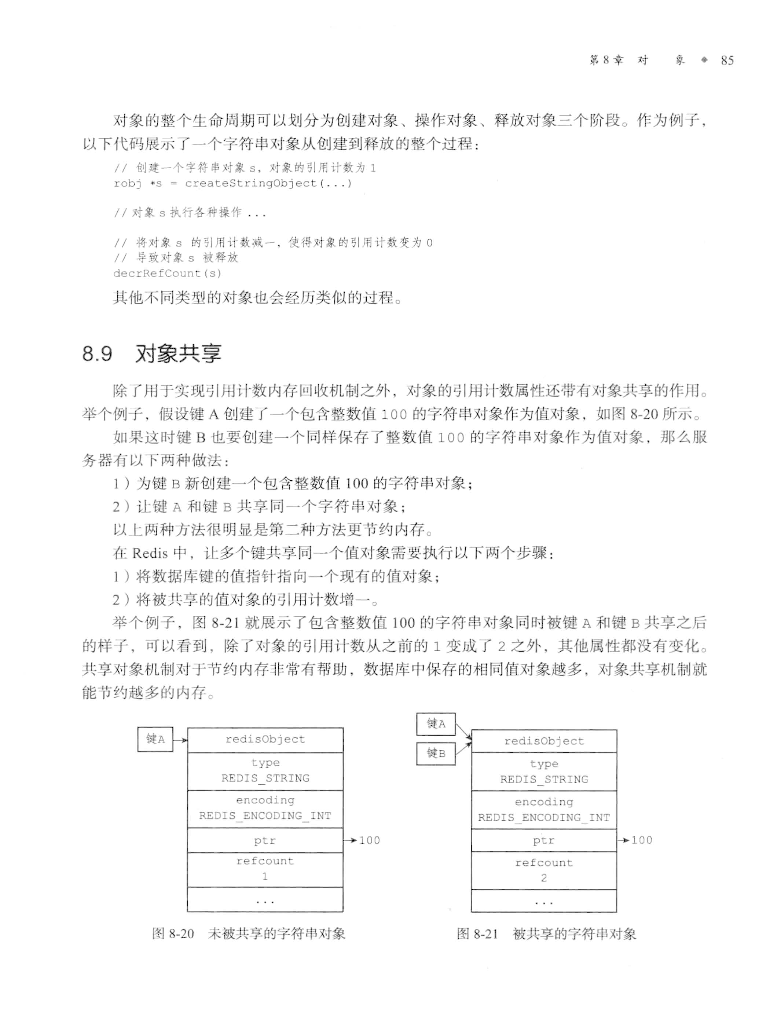 第8章 对 象 ◆ 85
对象的整个生命周期可以划分为创建对象、操作对象、释放对象三个阶段。作为例子，
以下代码展示了一个字符串对象从创建到释放的整个过程：
// 创建一个字符串对象 s，对象的引用计数为 1
robj *s = createStringObject(...)
// 对象 s 执行各种操作 ...
// 将对象 s 的引用计数减一，使得对象的引用计数变为 0
// 导致对象 s 被释放
decrRefCount(s)
其他不同类型的对象也会经历类似的过程。
8.9 对象共享
除了用于实现引用计数内存回收机制之外，对象的引用计数属性还带有对象共享的作用。
举个例子，假设键 A 创建了一个包含整数值 100 的字符串对象作为值对象，如图 8-20 所示。
如果这时键 B 也要创建一个同样保存了整数值 100 的字符串对象作为值对象，那么服
务器有以下两种做法：
1）为键 B 新创建一个包含整数值 100 的字符串对象；
2）让键 A 和键 B 共享同一个字符串对象；
以上两种方法很明显是第二种方法更节约内存。
在 Redis 中，让多个键共享同一个值对象需要执行以下两个步骤：
1）将数据库键的值指针指向一个现有的值对象；
2）将被共享的值对象的引用计数增一。
举个例子，图 8-21 就展示了包含整数值 100 的字符串对象同时被键 A 和键 B 共享之后
的样子，可以看到，除了对象的引用计数从之前的 1 变成了 2 之外，其他属性都没有变化。
共享对象机制对于节约内存非常有帮助，数据库中保存的相同值对象越多，对象共享机制就
能节约越多的内存。
键A
redisObject
type
REDIS_STRING
encoding
REDIS_ENCODING_INT
ptr
100
refcount
1
...
图 8-20 未被共享的字符串对象
键A
键B
redisObject
type
REDIS_STRING
encoding
REDIS_ENCODING_INT
ptr
100
refcount
2
...
图 8-21 被共享的字符串对象